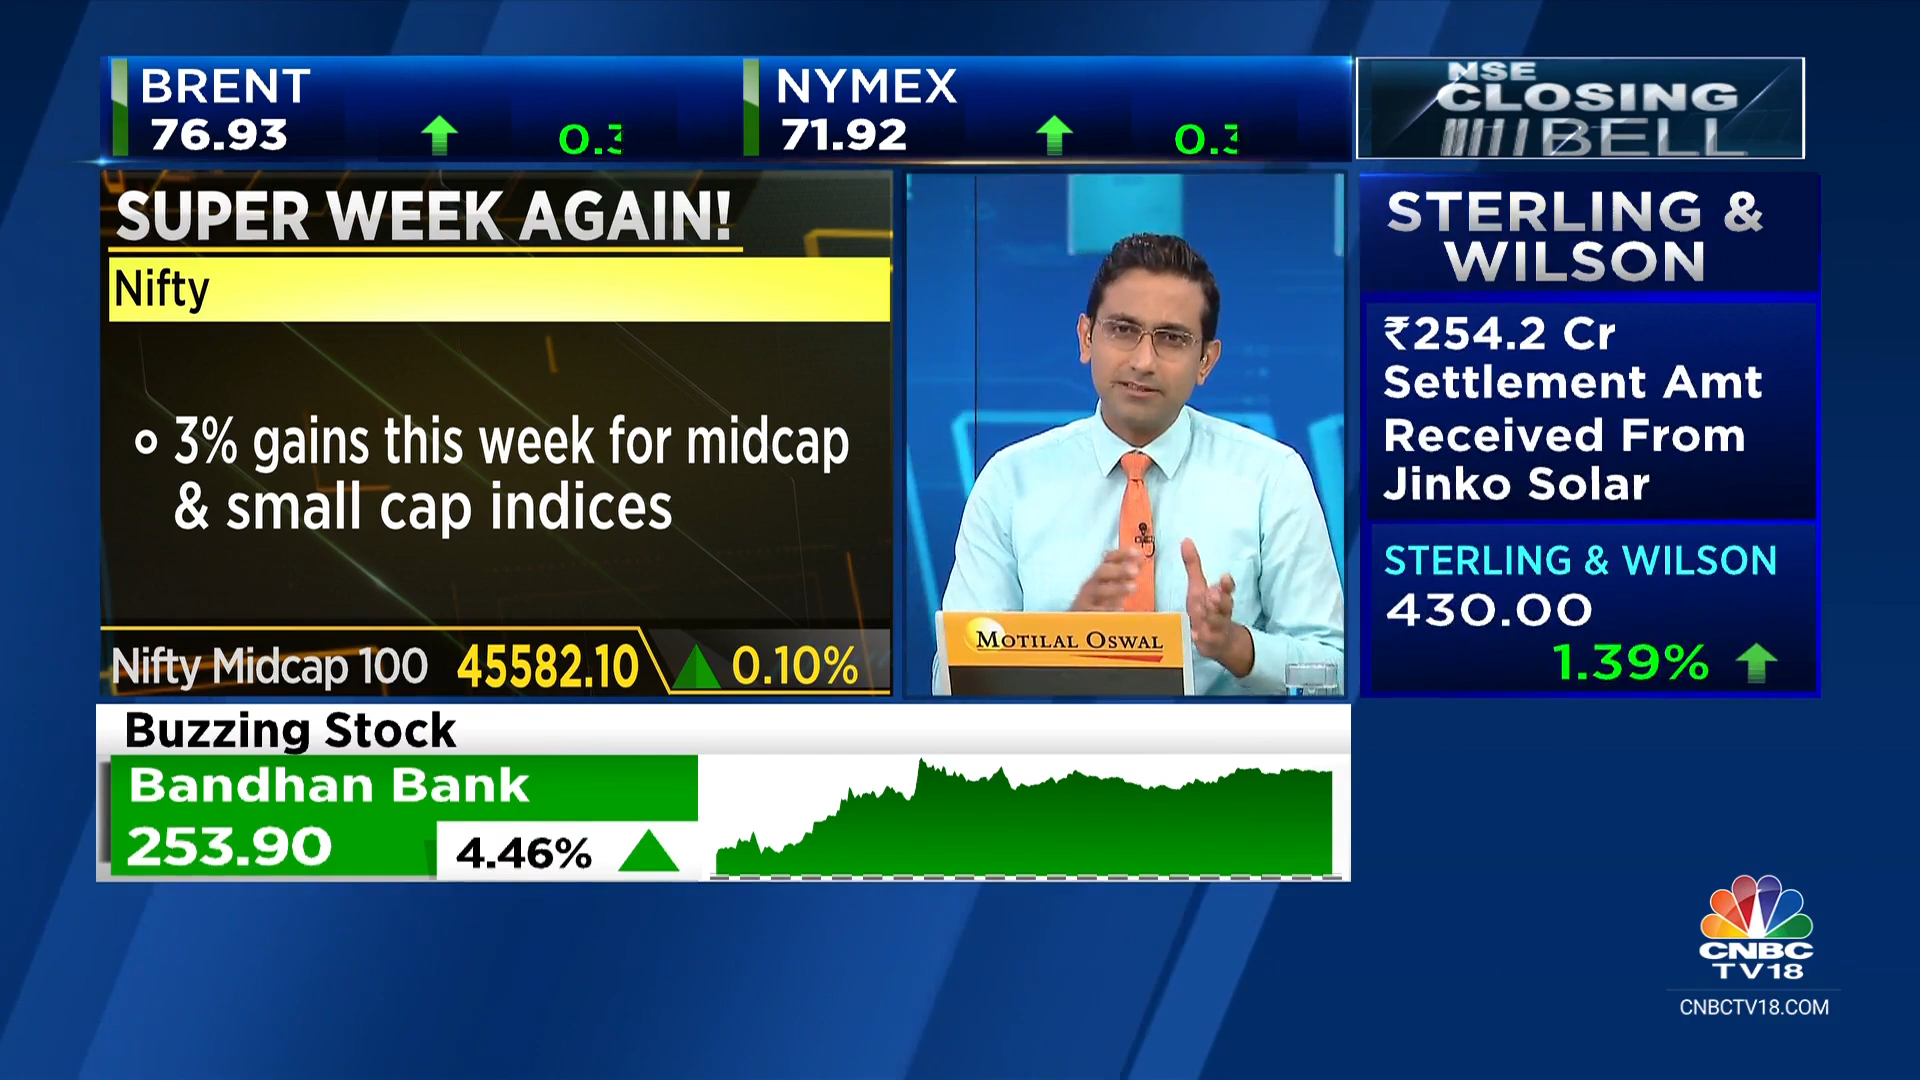 BRENT
76.93
NYMEX
71.92
NSE
CLOSING
BELL
SUPER WEEK AGAIN!
Nifty
3% gains this week for midcap
& small cap indices
Nifty Midcap 100 45582.10 0.10%
MOTILAL OSWAL
STERLING &
WILSON
₹254.2 Cr
Settlement Amt
Received From
Jinko Solar
STERLING & WILSON
430.00
1.39%
Buzzing Stock
Bandhan Bank
253.90
4.46%
CNBC
TV18
CNBCTV18.COM